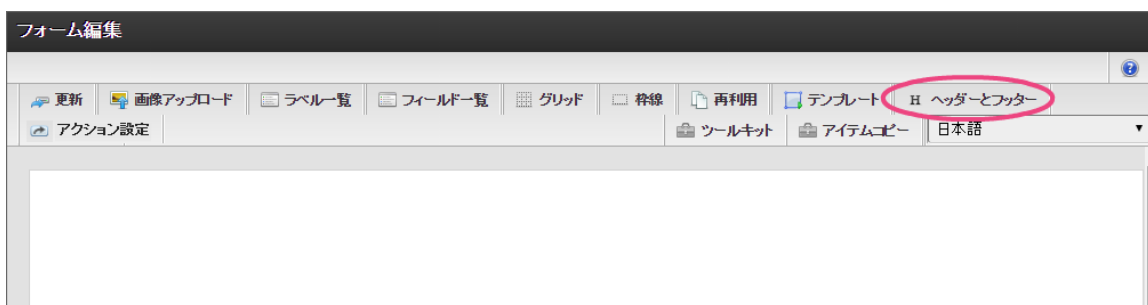 フォーム編集
更新 画像アップロード ラベル一覧 フィールド一覧 グリッド 枠線 再利用 テンプレート H ヘッダーとフッター
アクション設定 ツールキット アイテムコピー 日本語